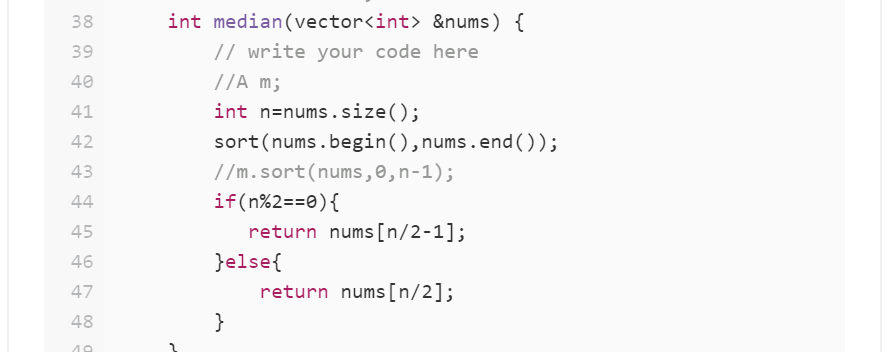 38 int median(vector<int> &nums) {
39 // write your code here
40 //A m;
41 int n=nums.size();
42 sort(nums.begin(),nums.end());
43 //m.sort(nums,0,n-1);
44 if(n%2==0){
45 return nums[n/2-1];
46 }else{
47 return nums[n/2];
48 }
49 }